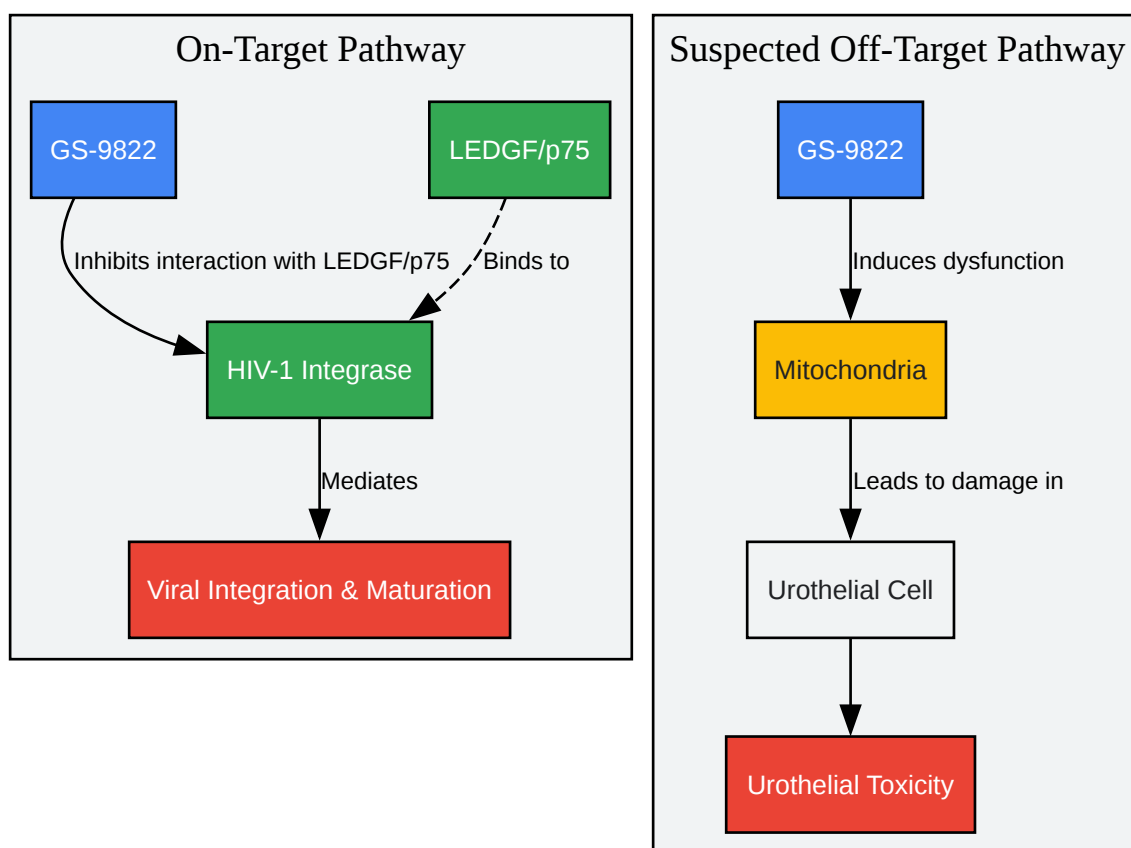 On-Target Pathway
GS-9822
LEDGF/p75
Inhibits interaction with LEDGF/p75
Binds to
HIV-1 Integrase
Mediates
Viral Integration & Maturation
Suspected Off-Target Pathway
GS-9822
Induces dysfunction
Mitochondria
Leads to damage in
Urothelial Cell
Urothelial Toxicity